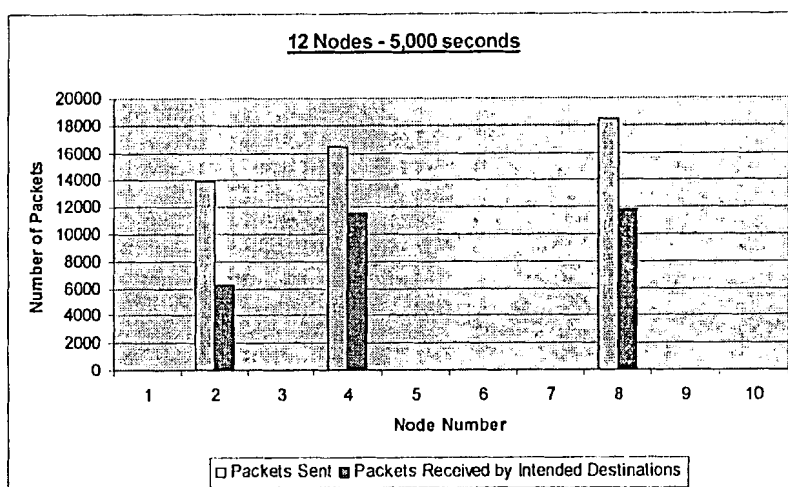 12 Nodes - 5,000 seconds
Number of Packets
20000
18000
16000
14000
12000
10000
8000
6000
4000
2000
0
1 2 3 4 5 6 7 8 9 10
Node Number
Packets Sent Packets Received by Intended Destinations